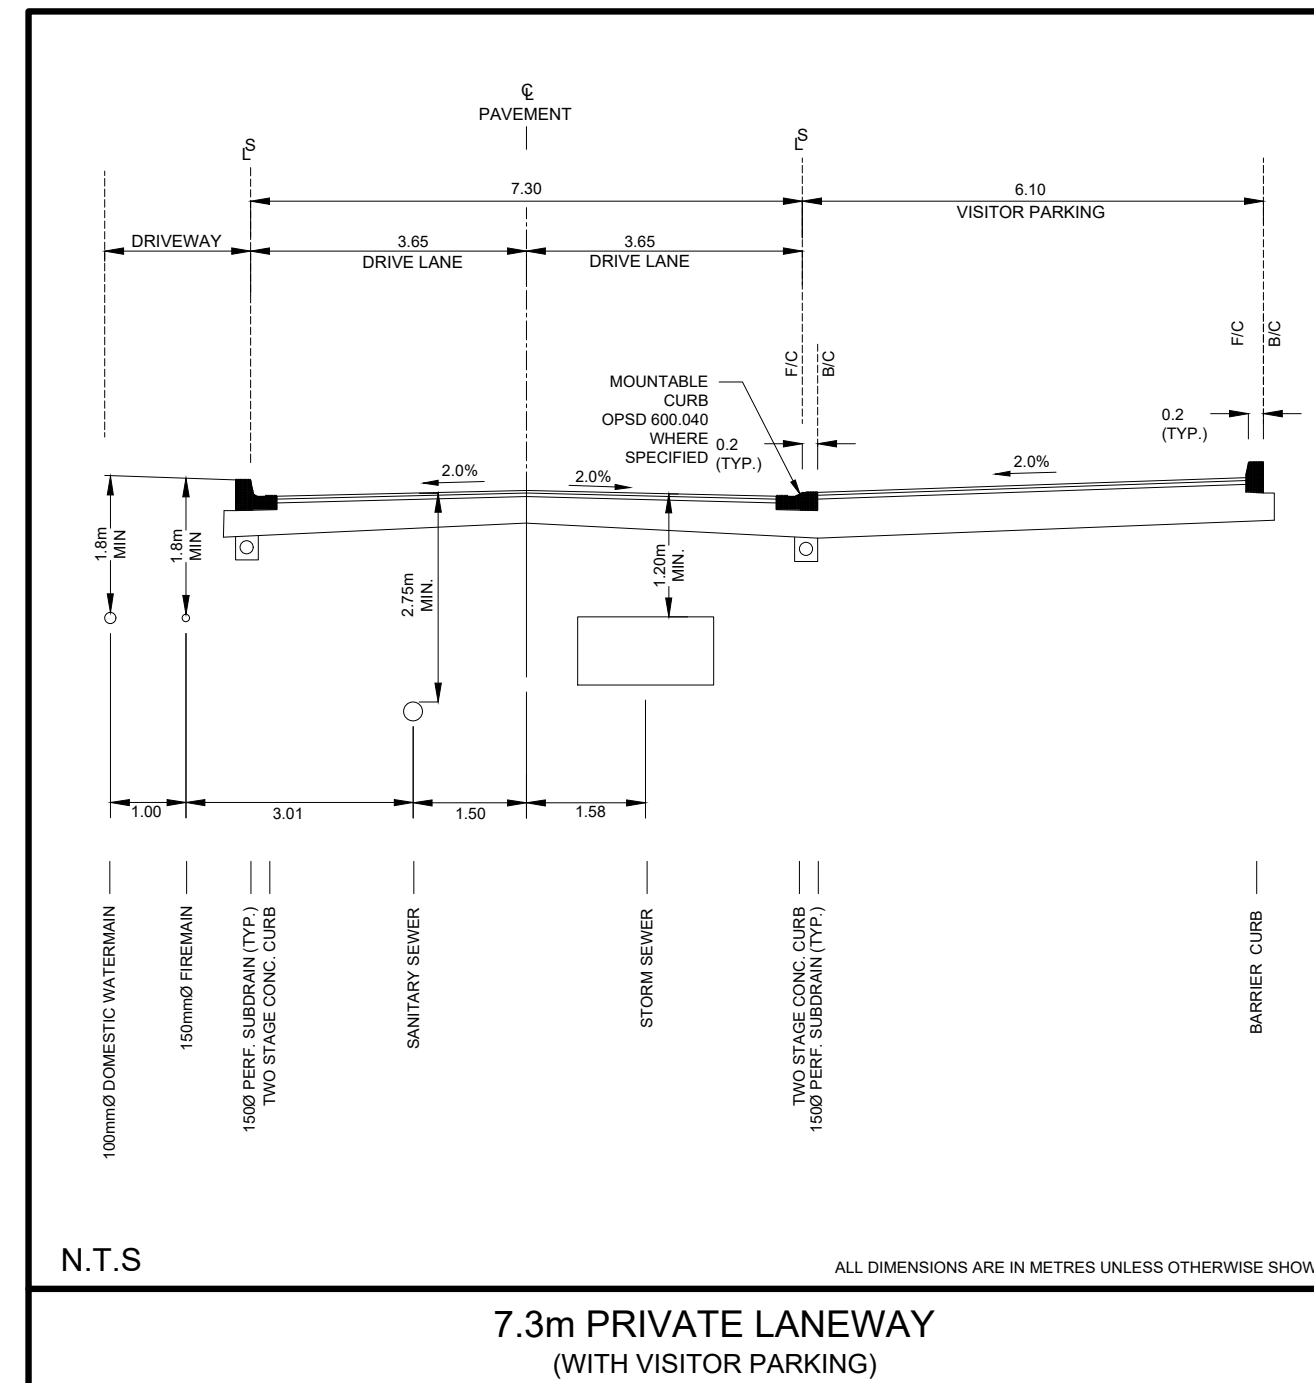 ℄
PAVEMENT
SL
SL
7.30
6.10
VISITOR PARKING
DRIVEWAY
3.65
DRIVE LANE
3.65
DRIVE LANE
F/C
B/C
F/C
B/C
MOUNTABLE
CURB
OPSD 600.040
WHERE
SPECIFIED
0.2
(TYP.)
0.2
(TYP.)
2.0%
2.0%
2.0%
1.8m
MIN
1.8m
MIN
2.75m
MIN.
1.20m
MIN.
1.00
3.01
1.50
1.58
100mmØ DOMESTIC WATERMAIN
150mmØ FIREMAIN
150Ø PERF. SUBDRAIN (TYP.)
TWO STAGE CONC. CURB
SANITARY SEWER
STORM SEWER
TWO STAGE CONC. CURB
150Ø PERF. SUBDRAIN (TYP.)
BARRIER CURB
N.T.S
ALL DIMENSIONS ARE IN METRES UNLESS OTHERWISE SHOW
7.3m PRIVATE LANEWAY
(WITH VISITOR PARKING)